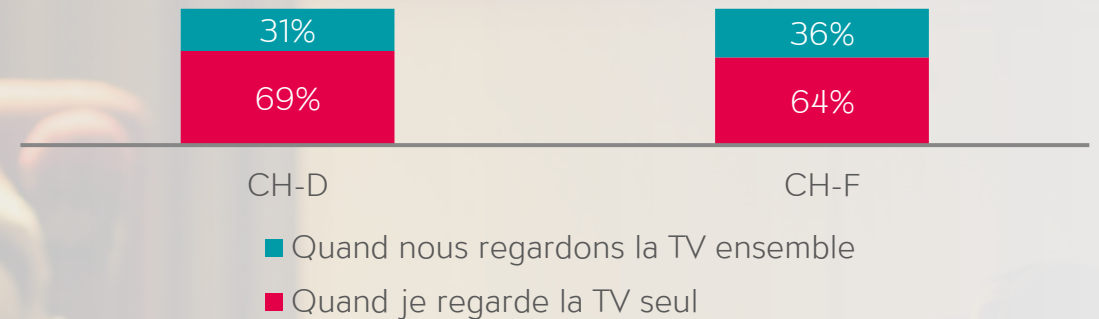 31%
36%
69%
64%
CH-D
CH-F
Quand nous regardons la TV ensemble
Quand je regarde la TV seul